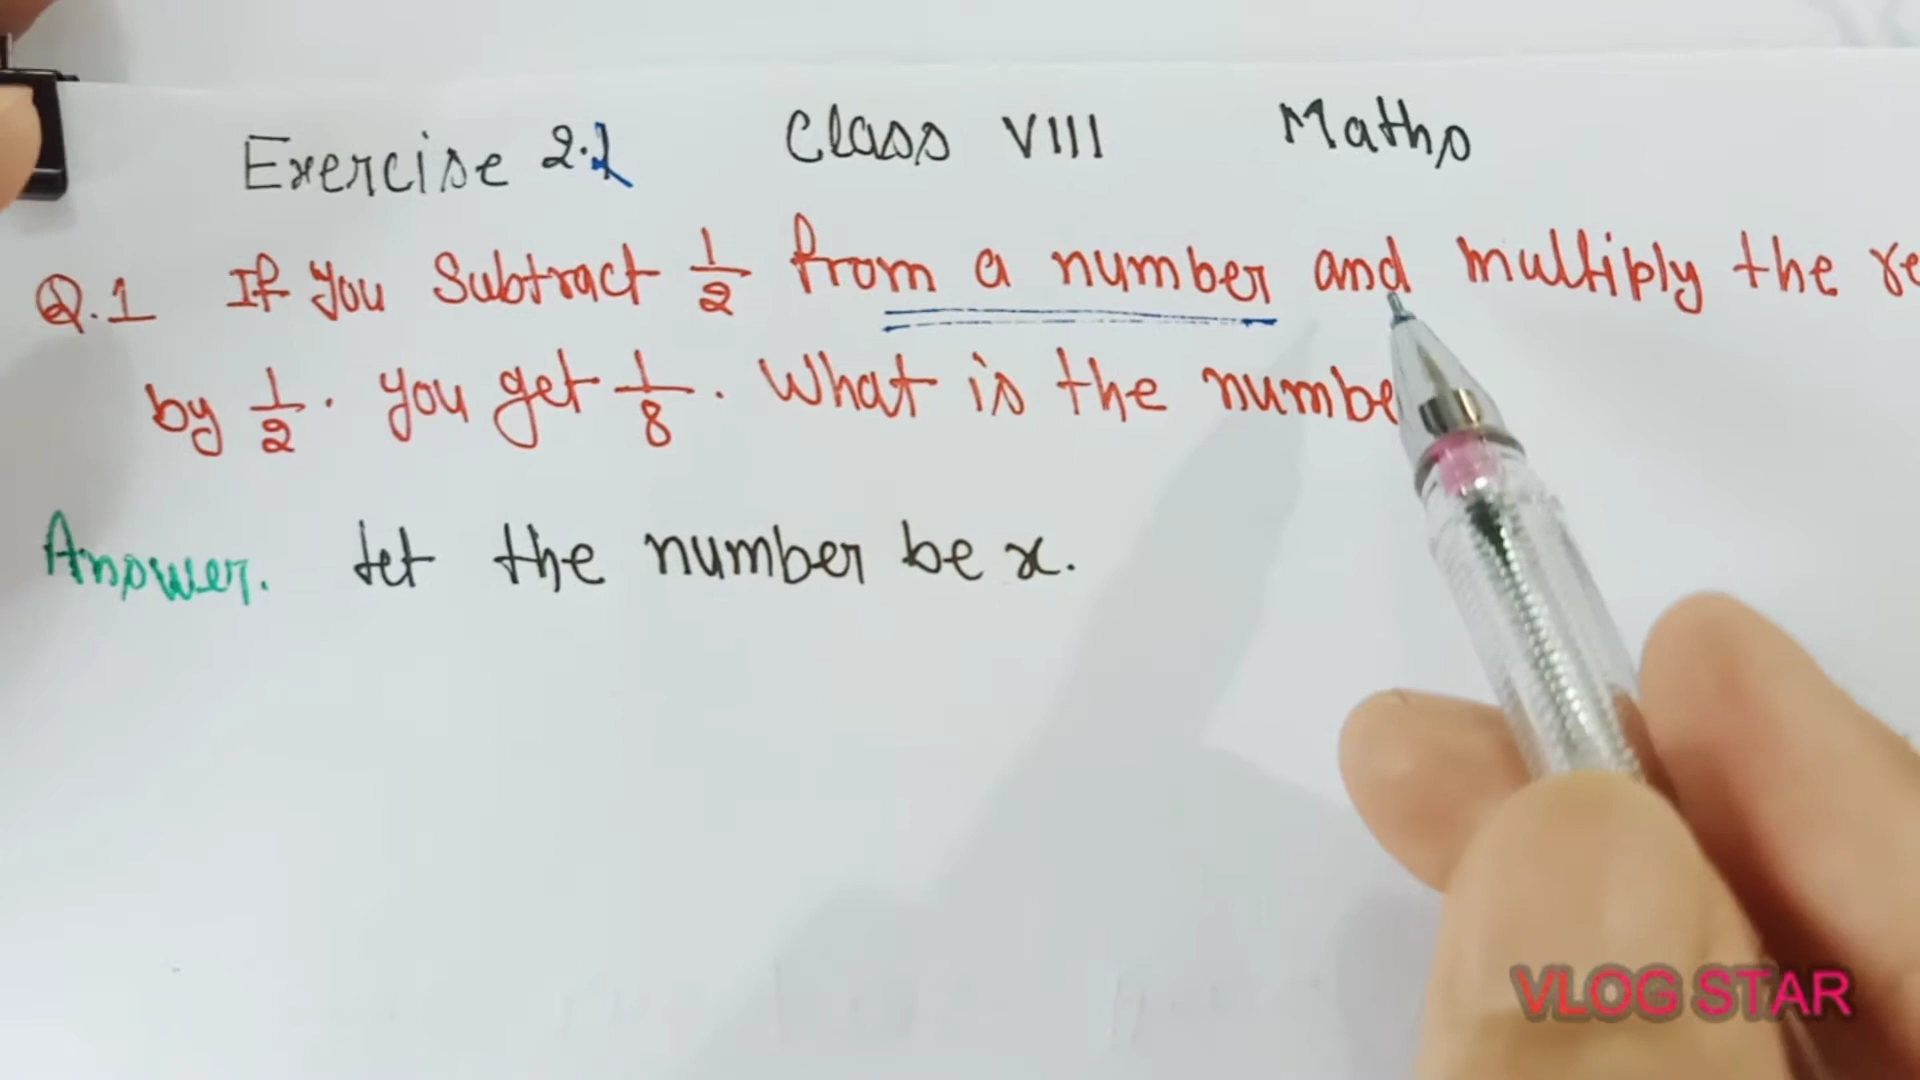 Exercise 2.2 Class VIII Maths
Q.1 If you Subtract 1/2 from a number and multiply the
by 1/2. you get 1/8. What is the
Answer. Let the number be x.
VLOG STAR